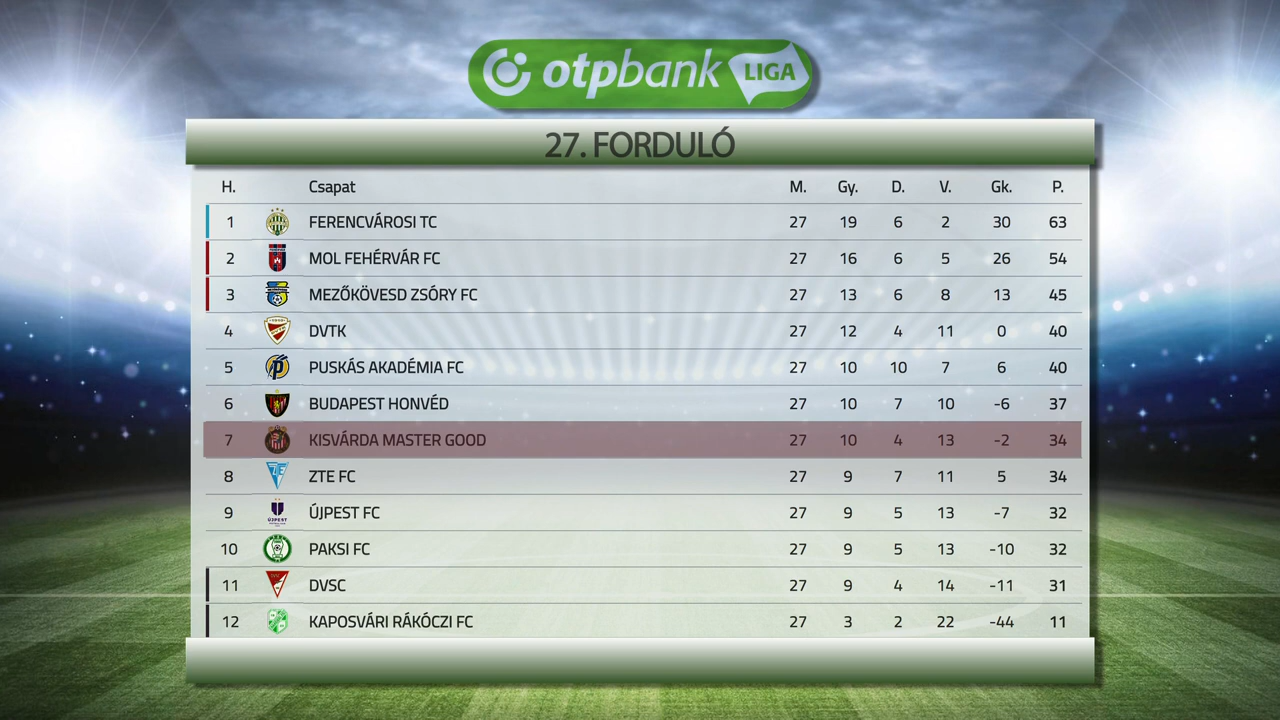 otpbank LIGA
27. FORDULÓ
H. Csapat M. Gy. D. V. Gk. P.
1 FERENCVÁROSI TC 27 19 6 2 30 63
2 MOL FEHÉRVÁR FC 27 16 6 5 26 54
3 MEZŐKÖVESD ZSÓRY FC 27 13 6 8 13 45
4 DVTK 27 12 4 11 0 40
5 PUSKÁS AKADÉMIA FC 27 10 10 7 6 40
6 BUDAPEST HONVÉD 27 10 7 10 -6 37
7 KISVÁRDA MASTER GOOD 27 10 4 13 -2 34
8 ZTE FC 27 9 7 11 5 34
9 ÚJPEST FC 27 9 5 13 -7 32
10 PAKSI FC 27 9 5 13 -10 32
11 DVSC 27 9 4 14 -11 31
12 KAPOSVÁRI RÁKÓCZI FC 27 3 2 22 -44 11